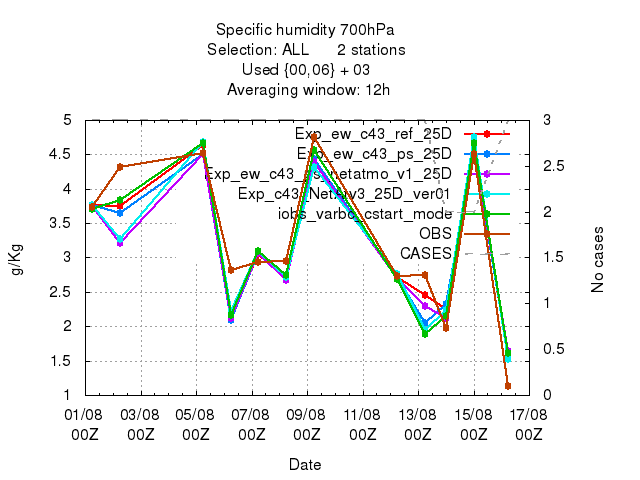 Specific humidity 700hPa
Selection: ALL 2 stations
Used {00,06} + 03
Averaging window: 12h
Exp_ew_c43_ref_25D
Exp_ew_c43_ps_25D
Exp_ew_c43_ps_netatmo_v1_25D
Exp_c43_Net.v3_25D_ver01
iobs_varbc_cstart_mode
OBS
CASES
5
4.5
4
3.5
3
2.5
2
1.5
1
3
2.5
2
1.5
1
0.5
0
g/Kg
No cases
01/08 03/08 05/08 07/08 09/08 11/08 13/08 15/08 17/08
00Z 00Z 00Z 00Z 00Z 00Z 00Z 00Z 00Z
Date